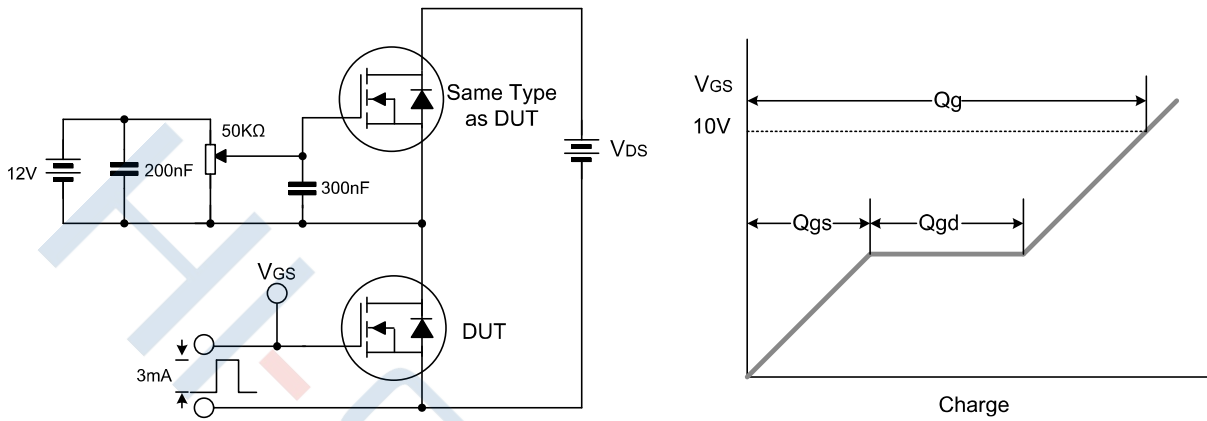 12V
200nF
50KΩ
300nF
Same Type
as DUT
VDS
VGS
3mA
DUT
VGS
10V
Qg
Qgs
Qgd
Charge